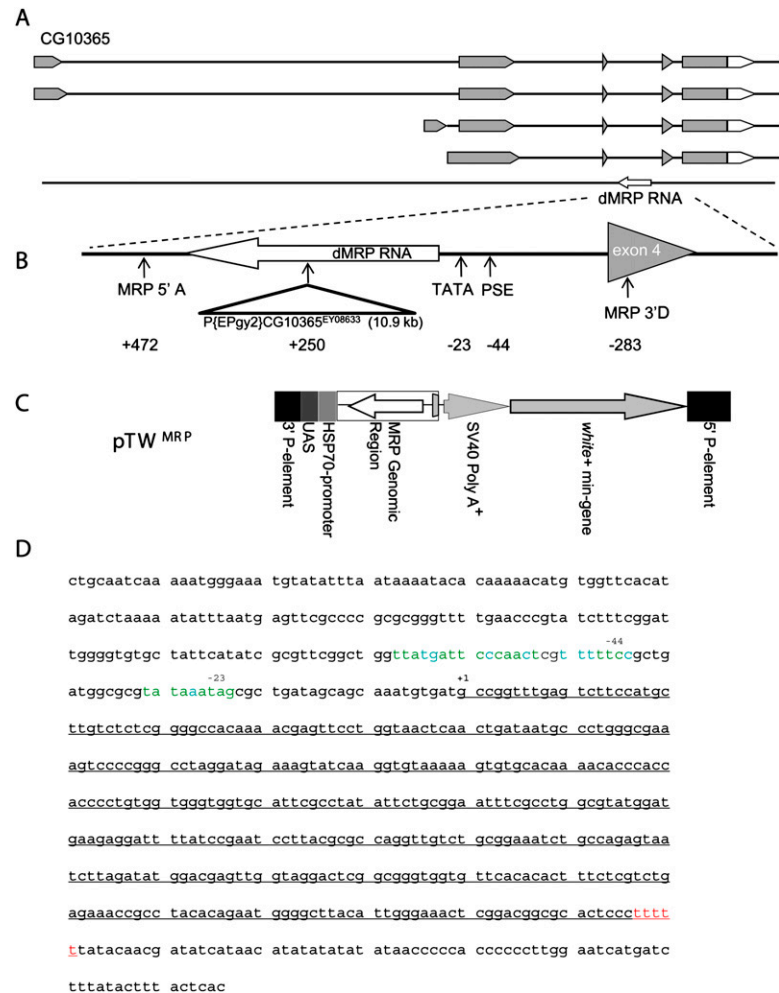 A
CG10365
dMRP RNA
B
dMRP RNA
exon 4
MRP 5' A
TATA
PSE
MRP 3'D
P{EPgy2}CG10365EY08633 (10.9 kb)
+472
+250
-23
-44
-283
C
pTW MRP
3' P-element
UAS
HSP70-promoter
MRP Genomic
Region
SV40 Poly A+
white+ min-gene
5' P-element
D
ctgcaatcaa aaatgggaaa tgtatattta ataaaataca caaaaacatg tggttcacat
agatctaaaa atatttaatg agttcgcccc gcgcgggttt tgaacccgta tctttcggat
-44
tggggtgtgc tattcatatc gcgttcggct ggttatgatt cccaactcgt ttttttccgctg
-23
+1
atggcgcgta taaatagcgc tgatagcagc aaatgtgatg ccggtttgag tcttccatgc
ttgtctctcg gggccacaaa acgagttcct ggtaactcaa ctgataatgc cctgggcgaa
agtccccggg cctaggatag aaagtatcaa ggtgtaaaaa gtgtgcacaa aacacccacc
acccctgtgg tgggtggtgc attcgcctat attctgcgga atttcgcctg gcgtatggat
gaagaggatt ttatccgaat ccttacgcgc caggttgtct gcggaaatct gccagagtaa
tcttagatat ggacgagttg gtaggactcg gcgggtggtg ttcacacact ttctcgtctg
agaaaccgcc tacacagaat ggggcttaca ttgggaaact cggacggcgc actcccttttt
ttatacaacg atatcataac atatatatat ataaccccca cccccttgg aatcatgatc
tttatacttt actcac